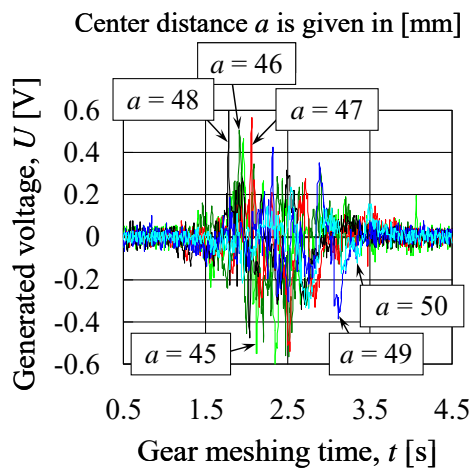 Center distance a is given in [mm]
a = 46
a = 48
a = 47
Generated voltage, U [V]
0.6
0.4
0.2
0
-0.2
-0.4
-0.6
a = 50
a = 45
a = 49
0.5 1.5 2.5 3.5 4.5
Gear meshing time, t [s]